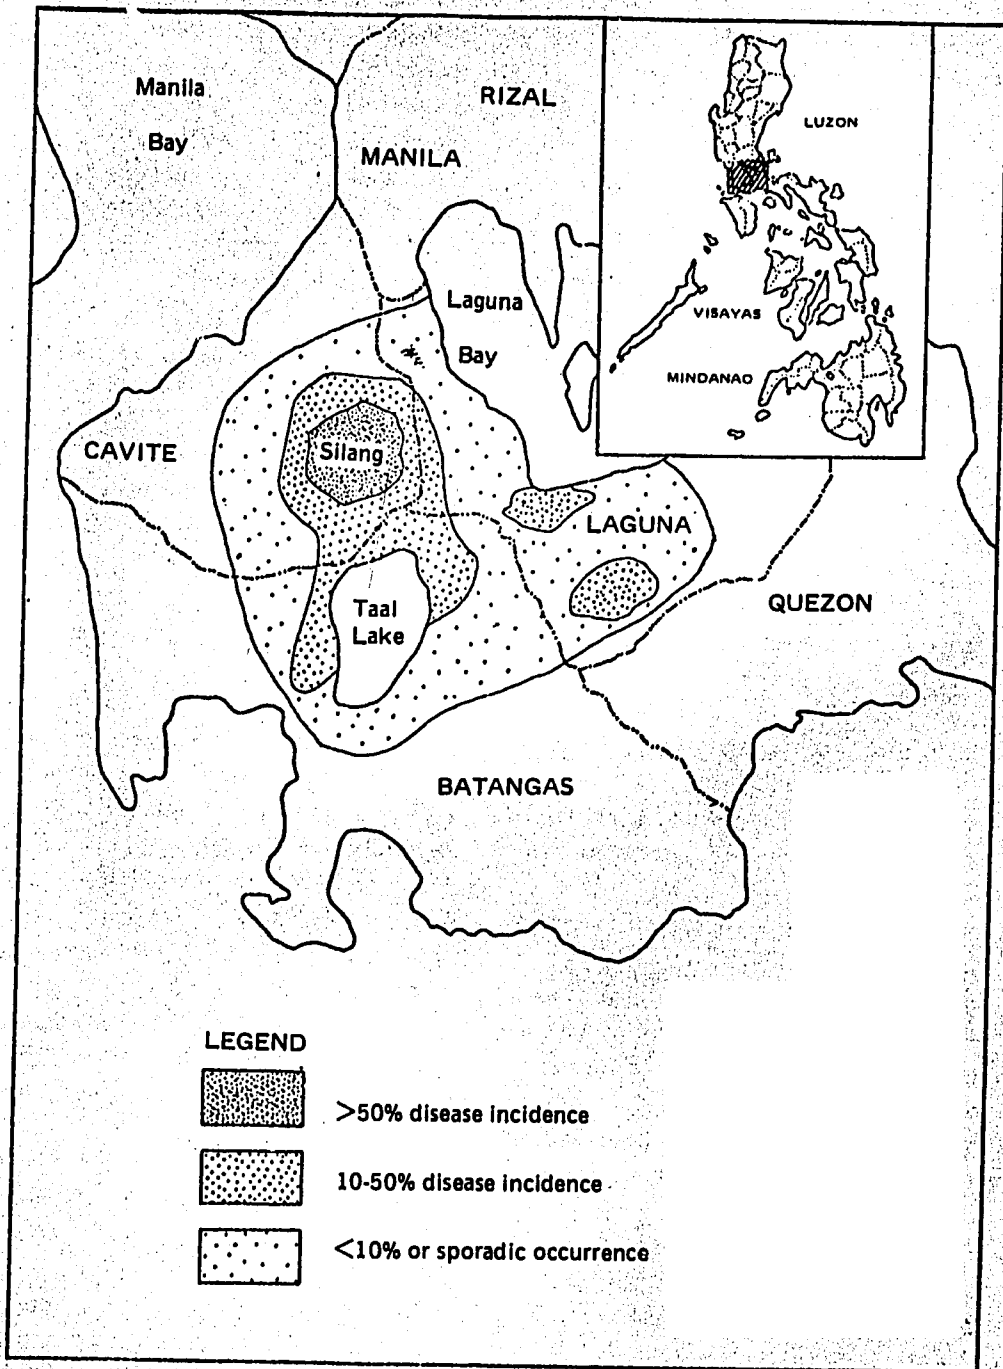 Manila
Bay
RIZAL
MANILA
LUZON
Laguna
Bay
VISAYAS
MINDANAO
CAVITE
Silang
LAGUNA
Taal
Lake
QUEZON
BATANGAS
LEGEND
>50% disease incidence
10-50% disease incidence
<10% or sporadic occurrence